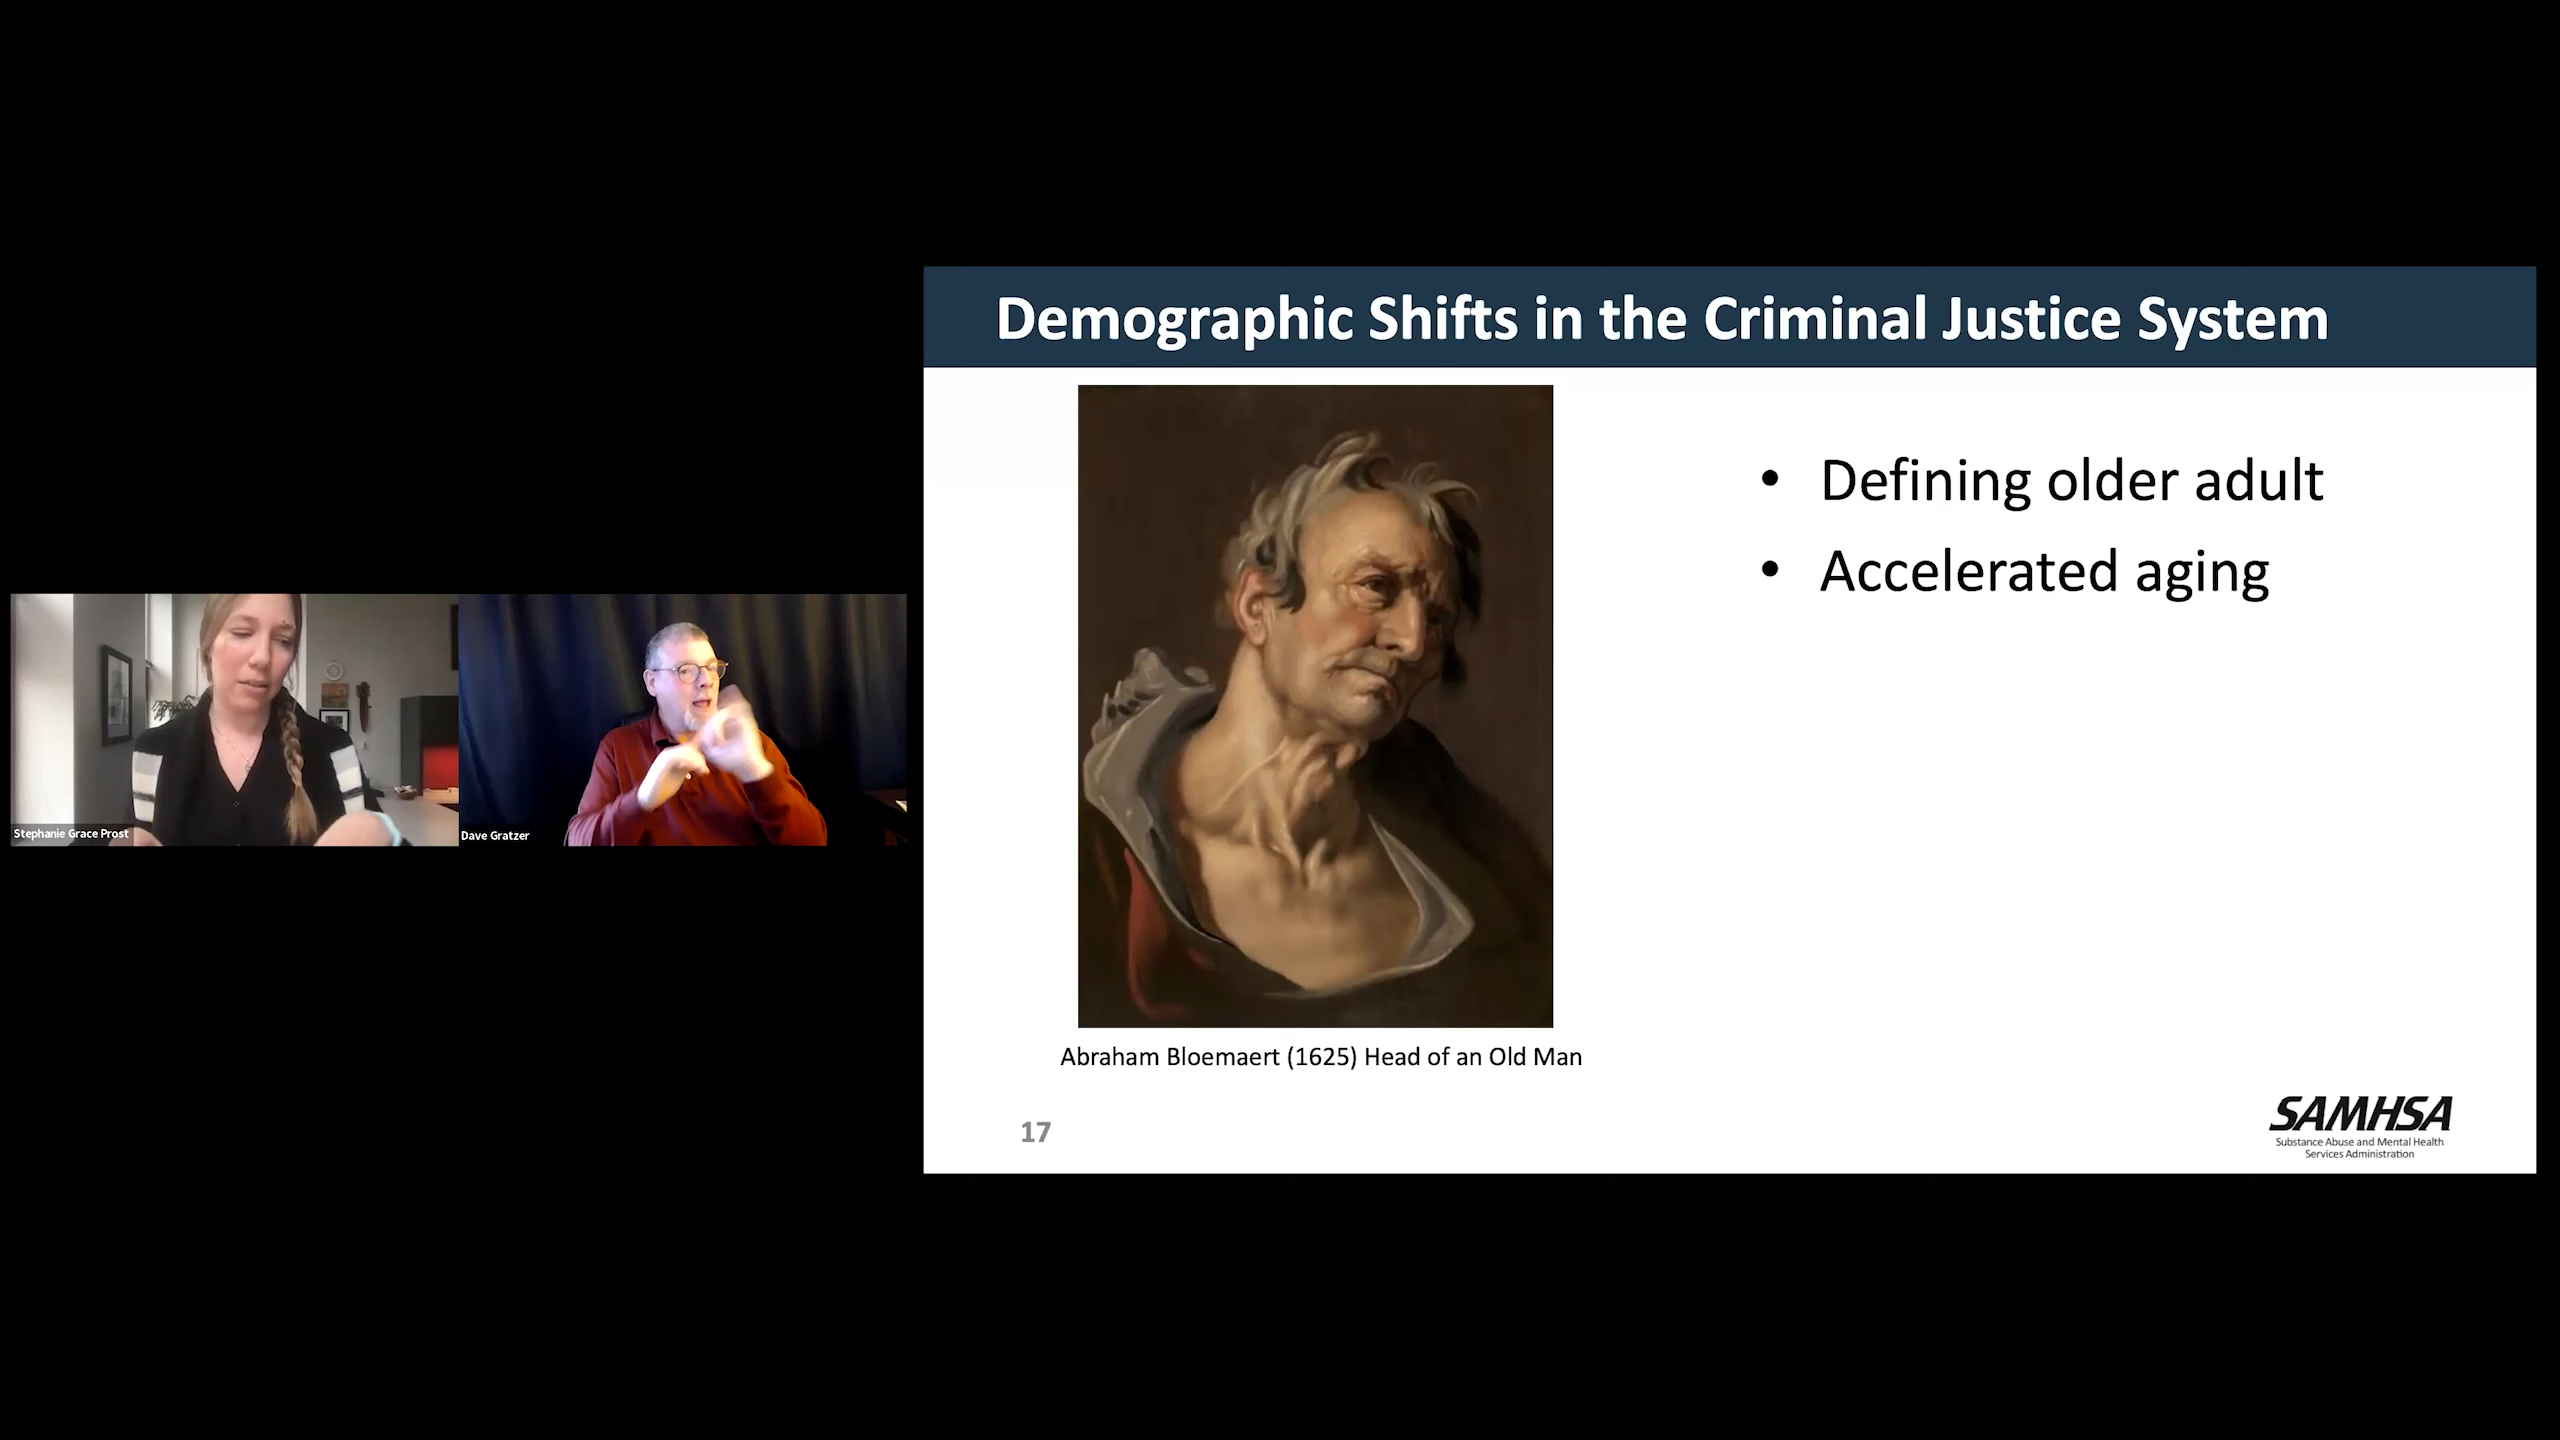 Demographic Shifts in the Criminal Justice System
• Defining older adult
• Accelerated aging
Abraham Bloemaert (1625) Head of an Old Man
17
SAMHSA
Substance Abuse and Mental Health
Services Administration
Stephanie Grace Prost
Dave Gratzer